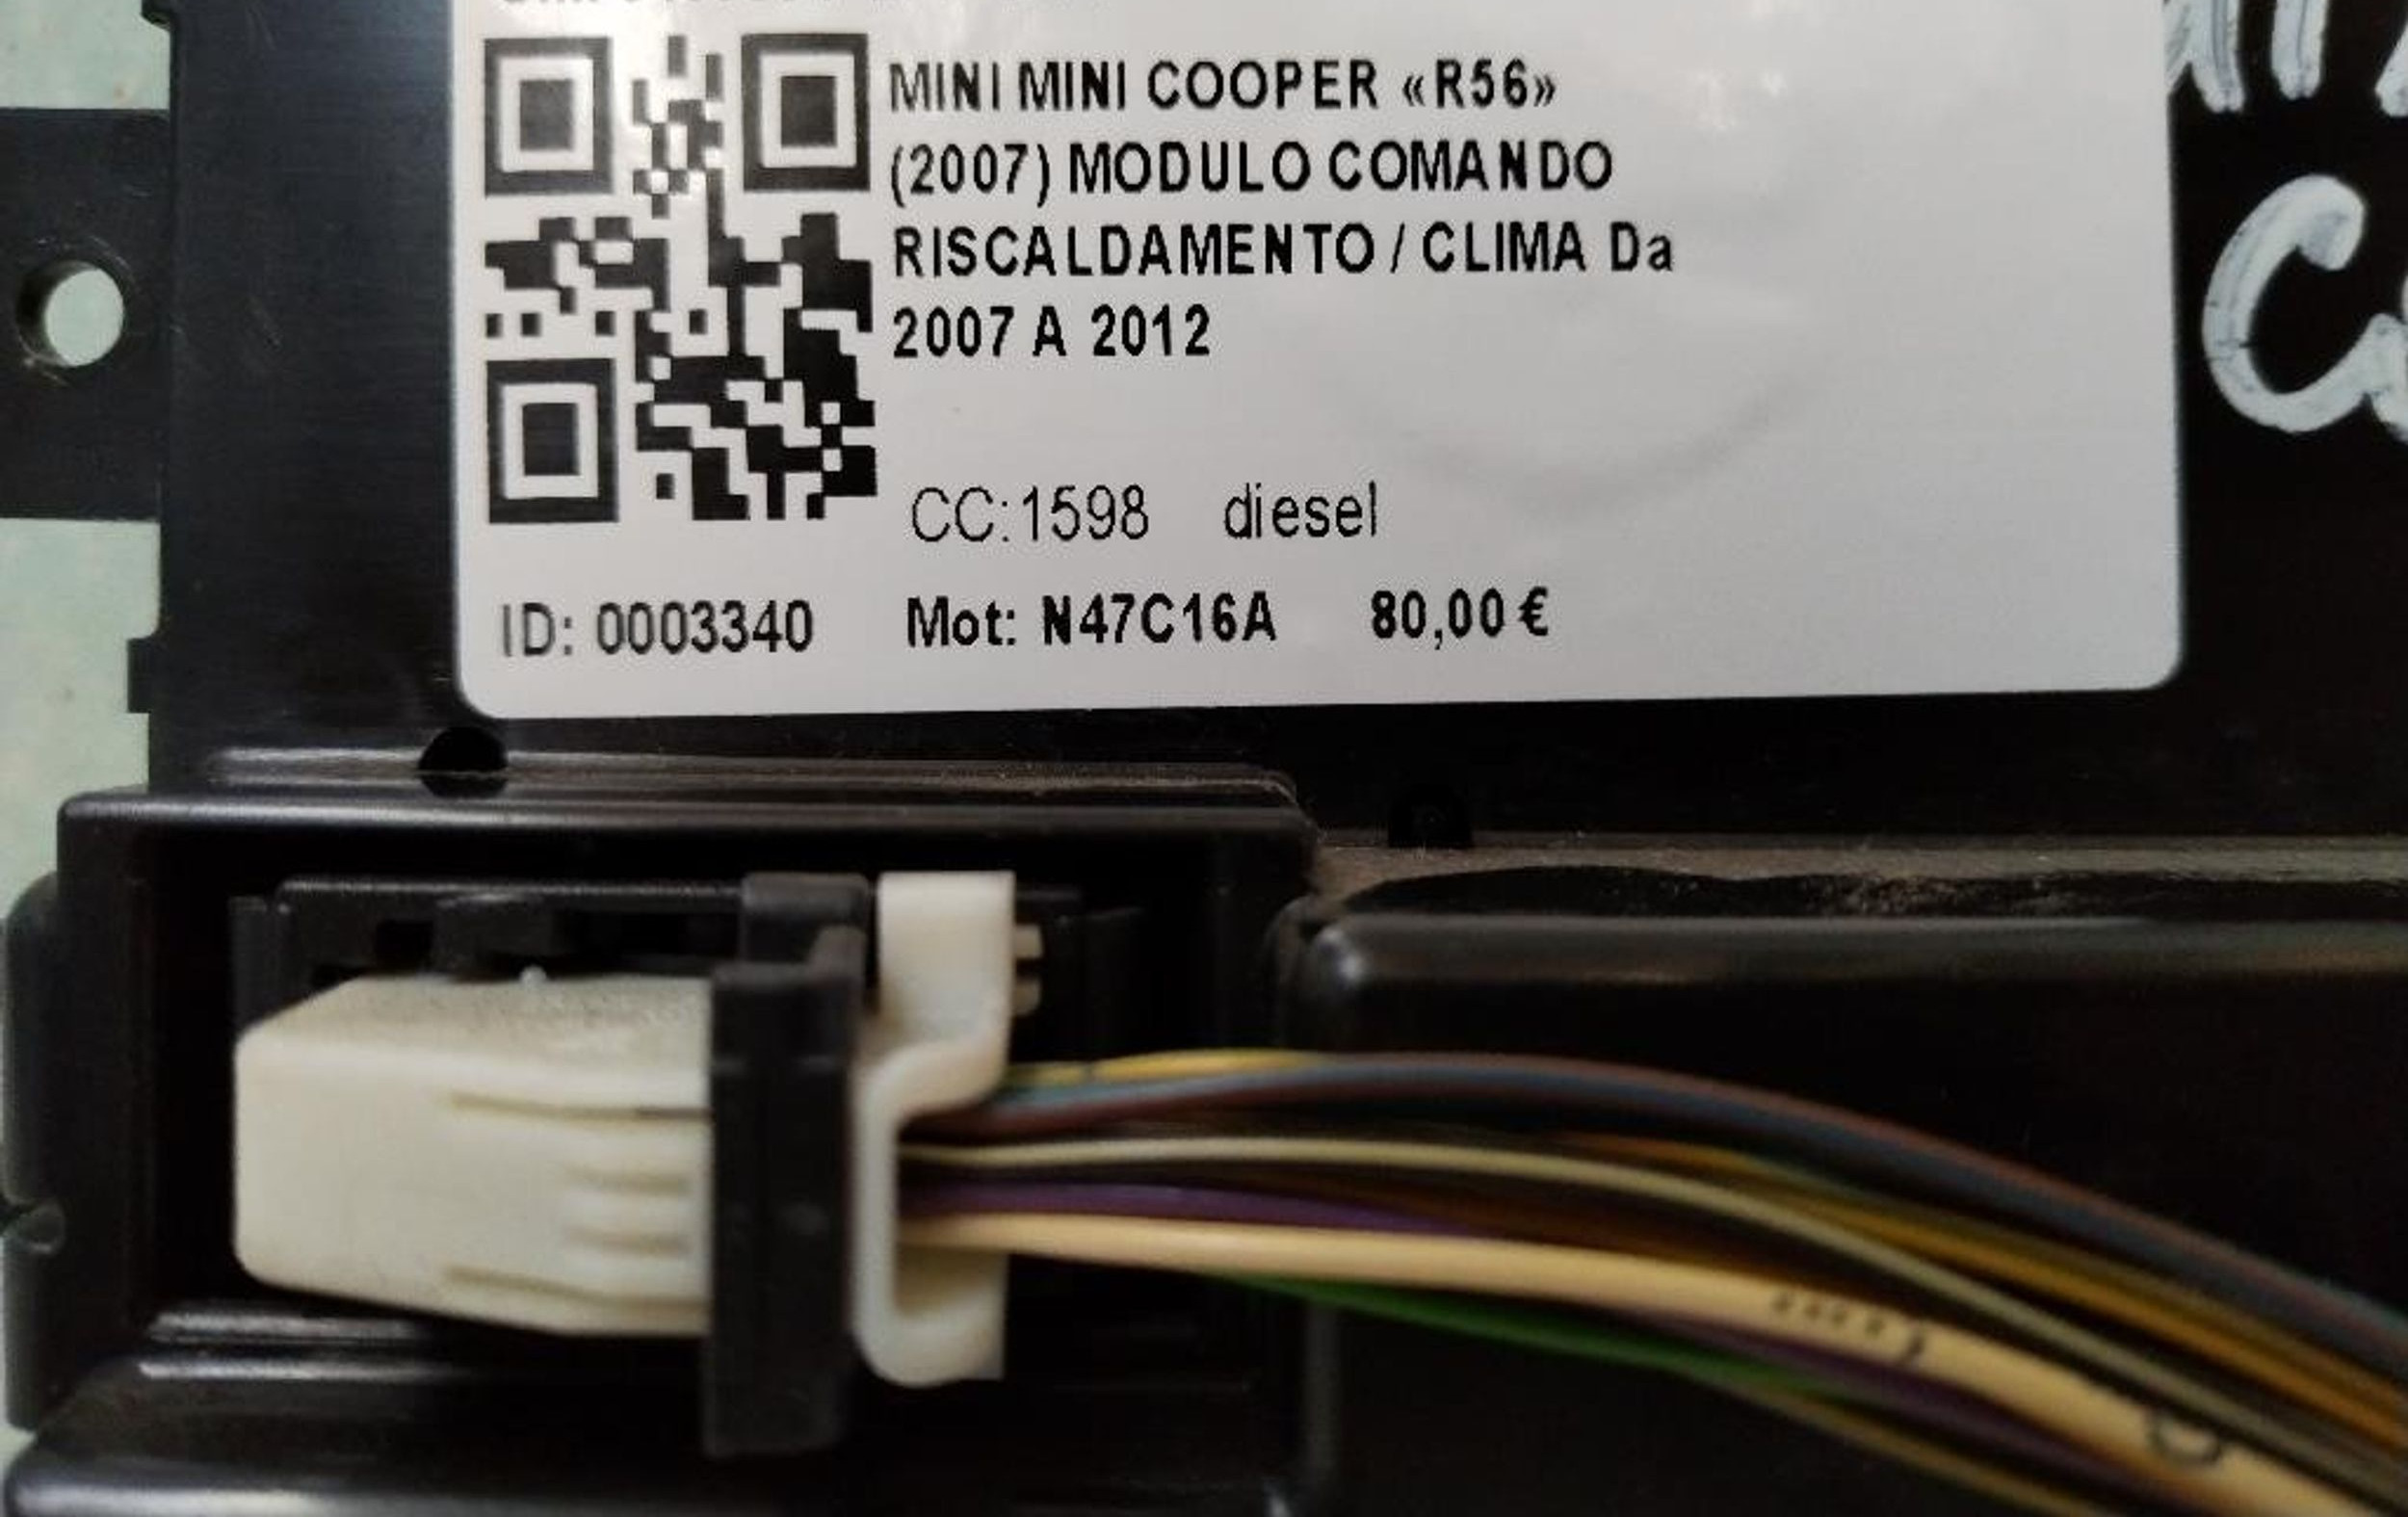 MINI MINI COOPER «R56»
(2007) MODULO COMANDO
RISCALDAMENTO / CLIMA Da
2007 A 2012
CC:1598 diesel
ID: 0003340 Mot: N47C16A 80,00 €